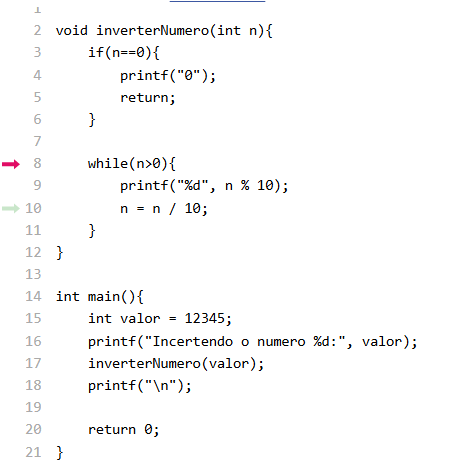 1
2 void inverterNumero(int n){
3     if(n==0){
4         printf("0");
5         return;
6     }
7
8     while(n>0){
9         printf("%d", n % 10);
10         n = n / 10;
11     }
12 }
13
14 int main(){
15     int valor = 12345;
16     printf("Incertendo o numero %d:", valor);
17     inverterNumero(valor);
18     printf("\n");
19
20     return 0;
21 }